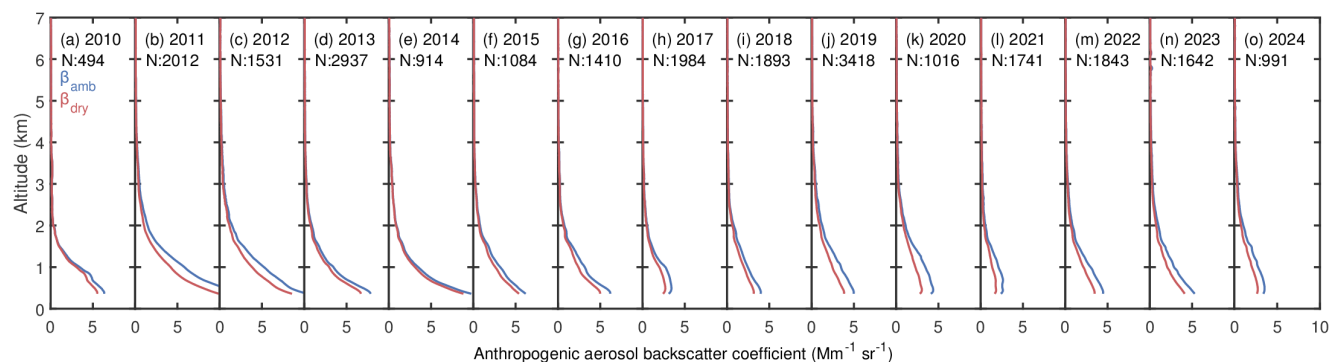 (a) 2010 (b) 2011 (c) 2012 (d) 2013 (e) 2014 (f) 2015 (g) 2016 (h) 2017 (i) 2018 (j) 2019 (k) 2020 (l) 2021 (m) 2022 (n) 2023 (o) 2024
N:494 N:2012 N:1531 N:2937 N:914 N:1084 N:1410 N:1984 N:1893 N:3418 N:1016 N:1741 N:1843 N:1642 N:991
β_amb
β_dry
Altitude (km)
7
6
5
4
3
2
1
0
0 5 0 5 0 5 0 5 0 5 0 5 0 5 0 5 0 5 0 5 0 5 0 5 0 5 0 5 0 5 10
Anthropogenic aerosol backscatter coefficient (Mm⁻¹ sr⁻¹)